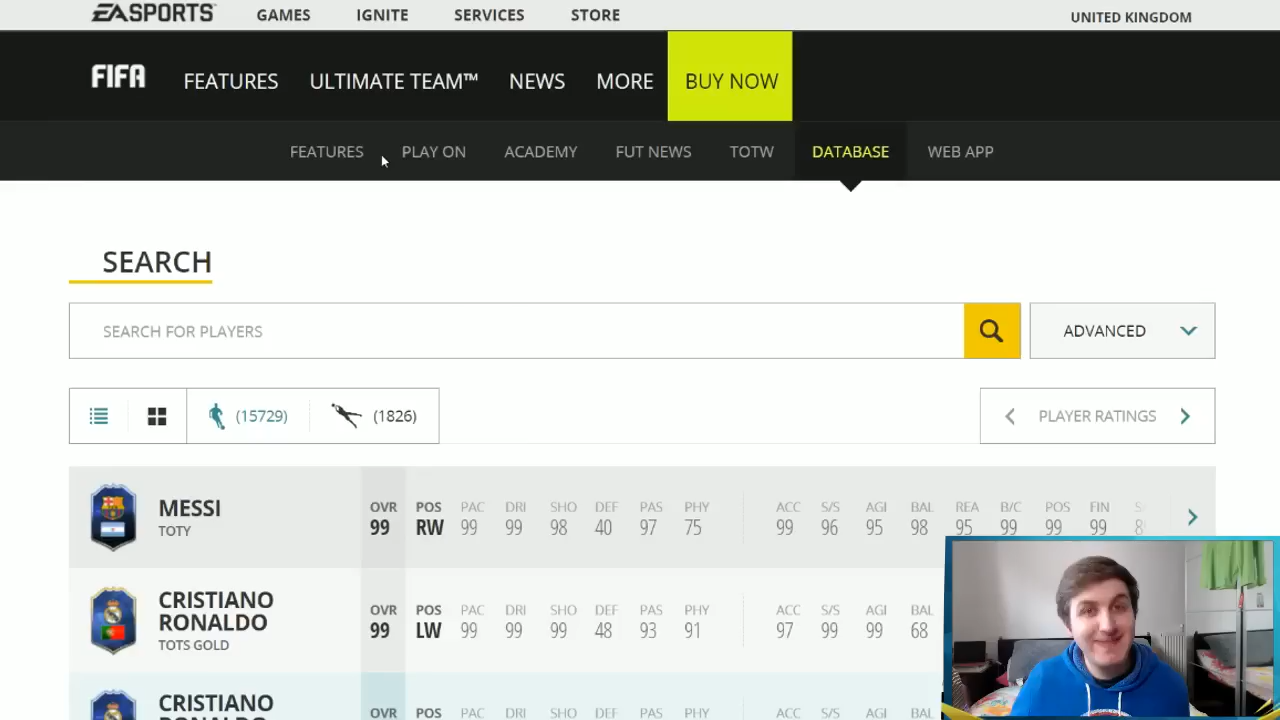 EA SPORTS GAMES IGNITE SERVICES STORE UNITED KINGDOM
FIFA FEATURES ULTIMATE TEAM™ NEWS MORE BUY NOW
FEATURES PLAY ON ACADEMY FUT NEWS TOTW DATABASE WEB APP
SEARCH
SEARCH FOR PLAYERS ADVANCED
(15729) (1826) PLAYER RATINGS
MESSI
TOTY
OVR POS PAC DRI SHO DEF PAS PHY ACC S/S AGI BAL REA B/C POS FIN
99 RW 99 99 98 40 97 75 99 96 95 98 95 99 99 99
CRISTIANO
RONALDO
TOTS GOLD
OVR POS PAC DRI SHO DEF PAS PHY ACC S/S AGI BAL
99 LW 99 99 99 48 93 91 97 99 99 68
CRISTIANO
RONALDO
OVR POS PAC DRI SHO DEF PAS PHY ACC S/S AGI BAL